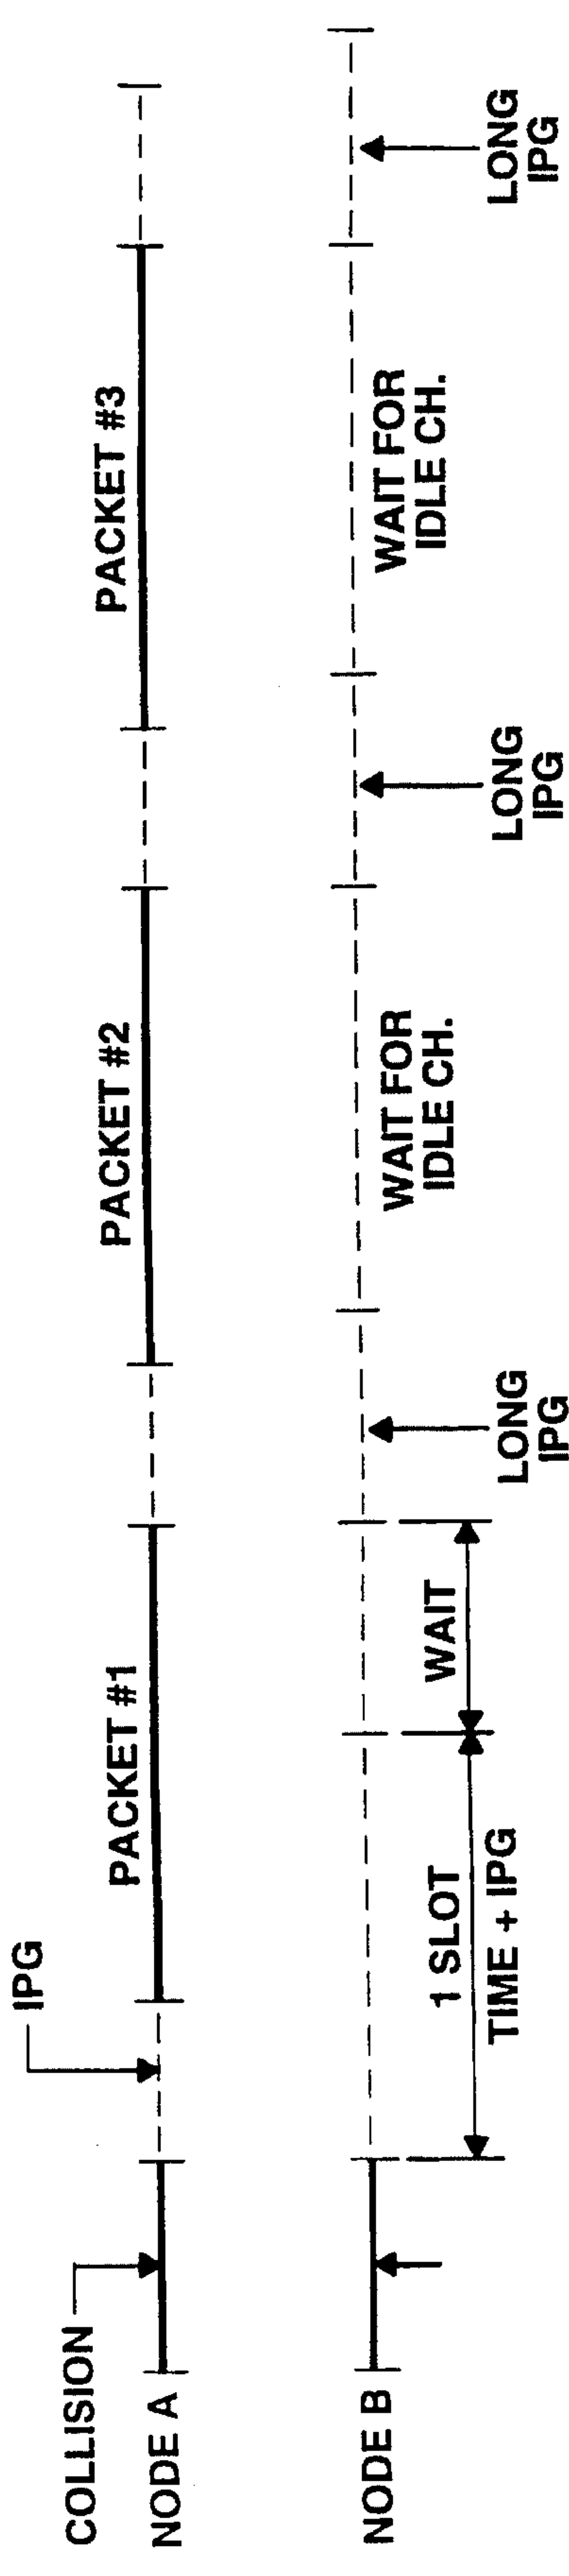 COLLISION
IPG
PACKET #1
PACKET #2
PACKET #3
NODE A
NODE B
1 SLOT
TIME + IPG
WAIT
LONG
IPG
WAIT FOR
IDLE CH.
LONG
IPG
WAIT FOR
IDLE CH.
LONG
IPG